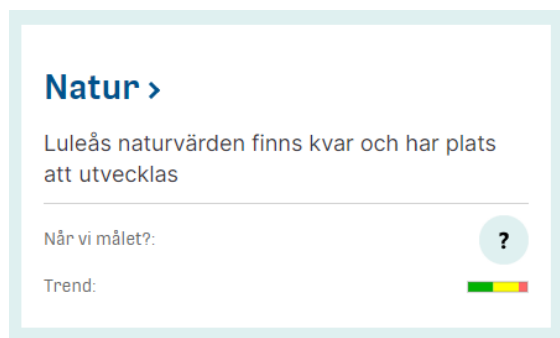 Natur >
Luleås naturvärden finns kvar och har plats
att utvecklas
Når vi målet?:
?
Trend: